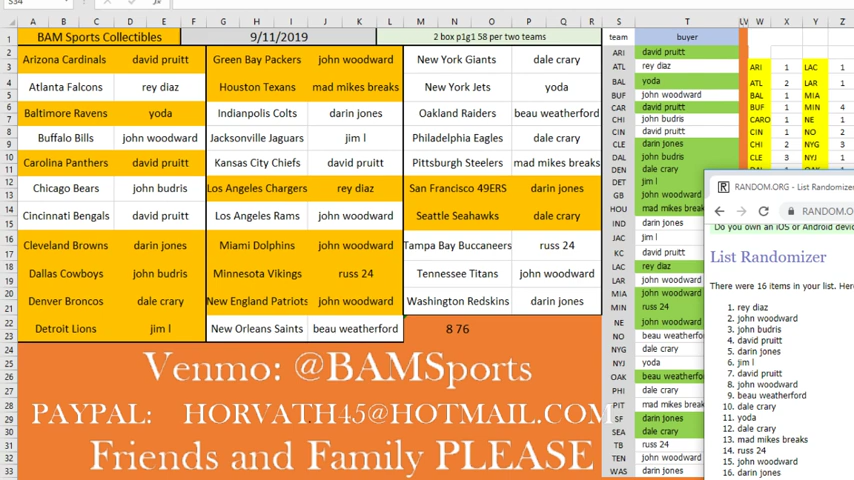 S34
A B C D E F G H I J K L M N O P Q R S T LV W X Y Z
1 BAM Sports Collectibles 9/11/2019 2 box p1g1 58 per two teams team buyer
Arizona Cardinals david pruitt Green Bay Packers john woodward New York Giants dale crary
Atlanta Falcons rey diaz Houston Texans mad mikes breaks New York Jets yoda
Baltimore Ravens yoda Indianpolis Colts darin jones Oakland Raiders beau weatherford
Buffalo Bills john woodward Jacksonville Jaguars jim l Philadelphia Eagles dale crary
Carolina Panthers david pruitt Kansas City Chiefs david pruitt Pittsburgh Steelers mad mikes breaks
Chicago Bears john budris Los Angeles Chargers rey diaz San Francisco 49ERS darin jones
Cincinnati Bengals david pruitt Los Angeles Rams john woodward Seattle Seahawks dale crary
Cleveland Browns darin jones Miami Dolphins john woodward Tampa Bay Buccaneers russ 24
Dallas Cowboys john budris Minnesota Vikings russ 24 Tennessee Titans john woodward
Denver Broncos dale crary New England Patriots john woodward Washington Redskins darin jones
Detroit Lions jim l New Orleans Saints beau weatherford 8 76
Venmo: @BAMSports
PAYPAL: HORVATH45@HOTMAIL.COM
Friends and Family PLEASE
ARI david pruitt
ATL rey diaz
BAL yoda
BUF john woodward
CAR david pruitt
CHI john budris
CIN david pruitt
CLE darin jones
DAL john budris
DEN dale crary
DET jim l
GB john woodward
HOU mad mikes breaks
IND darin jones
JAC jim l
KC david pruitt
LAC rey diaz
LAR john woodward
MIA john woodward
MIN russ 24
NE john woodward
NO beau weatherfo
NYG dale crary
NYJ yoda
OAK beau weatherfo
PHI dale crary
PIT mad mikes breaks
SF darin jones
SEA dale crary
TB russ 24
TEN john woodward
WAS darin jones
ARI 1 LAC 1
ATL 2 LAR 1
BAL 1 MIA
BUF 1 MIN 4
CARO 1 NE 1
CIN 1 NO 2
CHI 2 NYG 3
CLE 3 NYJ 1
RANDOM.ORG - List Randomizer
RANDOM.O
Do you own an iOS or Android devic
List Randomizer
There were 16 items in your list. Here
1. rey diaz
2. john woodward
3. john budris
4. david pruitt
5. darin jones
6. jim l
7. david pruitt
8. john woodward
9. beau weatherford
10. dale crary
11. yoda
12. dale crary
13. mad mikes breaks
14. russ 24
15. john woodward
16. darin jones